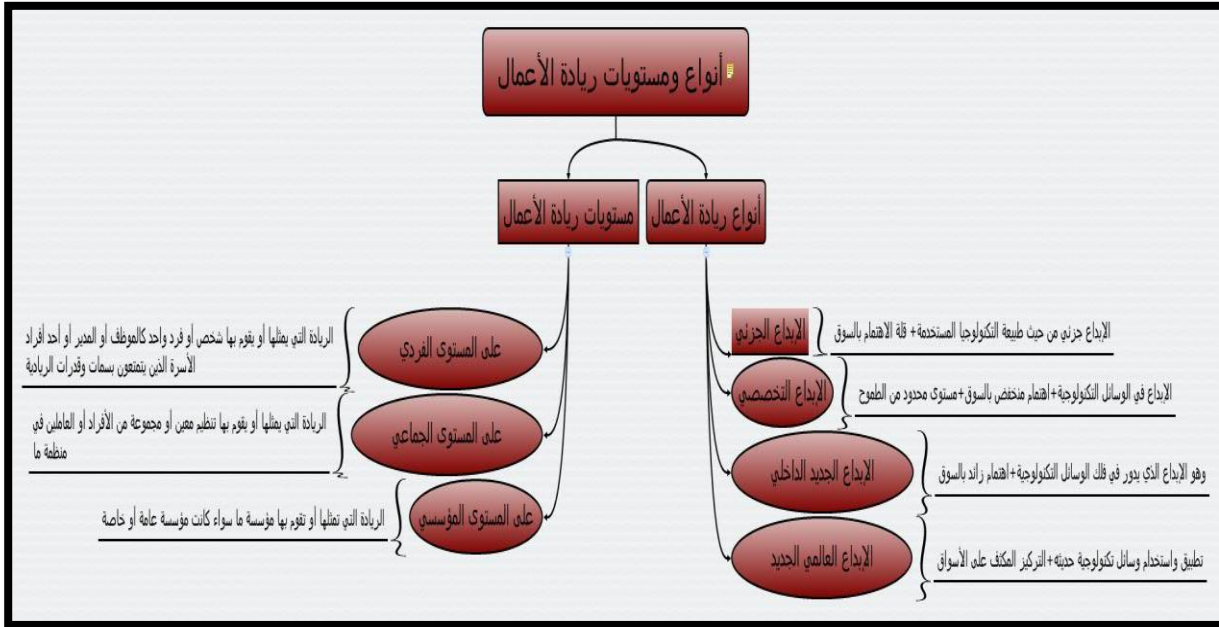 أنواع ومستويات ريادة الأعمال
أنواع ريادة الأعمال
مستويات ريادة الأعمال
الإبداع الجزئي
الإبداع جزئي من حيث طبيعة التكنولوجيا المستخدمة+ قلة الاهتمام بالسوق
الإبداع التخصصي
الإبداع في الوسائل التكنولوجية+اهتمام منخفض بالسوق+مستوى محدود من الطموح
الإبداع الجديد الداخلي
وهو الإبداع الذي يدور في فلك الوسائل التكنولوجية+اهتمام زائد بالسوق
الإبداع العالمي الجديد
تطبيق واستخدام وسائل تكنولوجية حديثه+التركيز المكثف على الأسواق
على المستوى الفردي
الريادة التي يمثلها أو يقوم بها شخص أو فرد واحد كالموظف أو المدير أو أحد أفراد
الأسرة الذين يتمتعون بسمات وقدرات الريادية
على المستوى الجماعي
الريادة التي يمثلها أو يقوم بها تنظيم معين أو مجموعة من الأفراد أو العاملين في
منظمة ما
على المستوى المؤسسي
الريادة التي تمثلها أو تقوم بها مؤسسة ما سواء كانت مؤسسة عامة أو خاصة